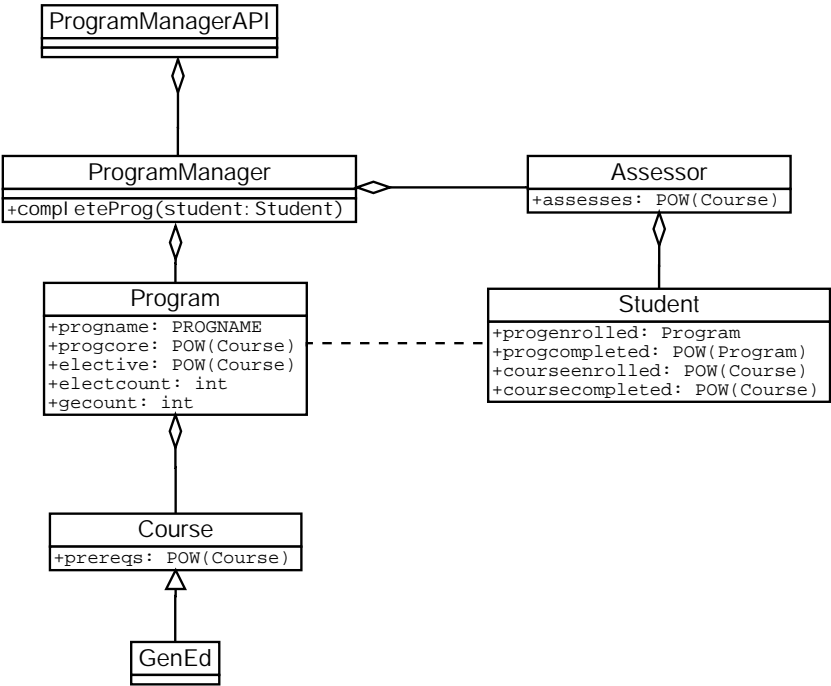 ProgramManagerAPI
ProgramManager
+completeProg(student:Student)
Assessor
+assesses: POW(Course)
Program
+progname: PROGNAME
+progcore: POW(Course)
+elective: POW(Course)
+electcount: int
+gecount: int
Student
+progenrolled: Program
+progcompleted: POW(Program)
+courseenrolled: POW(Course)
+coursecompleted: POW(Course)
Course
+prereqs: POW(Course)
GenEd